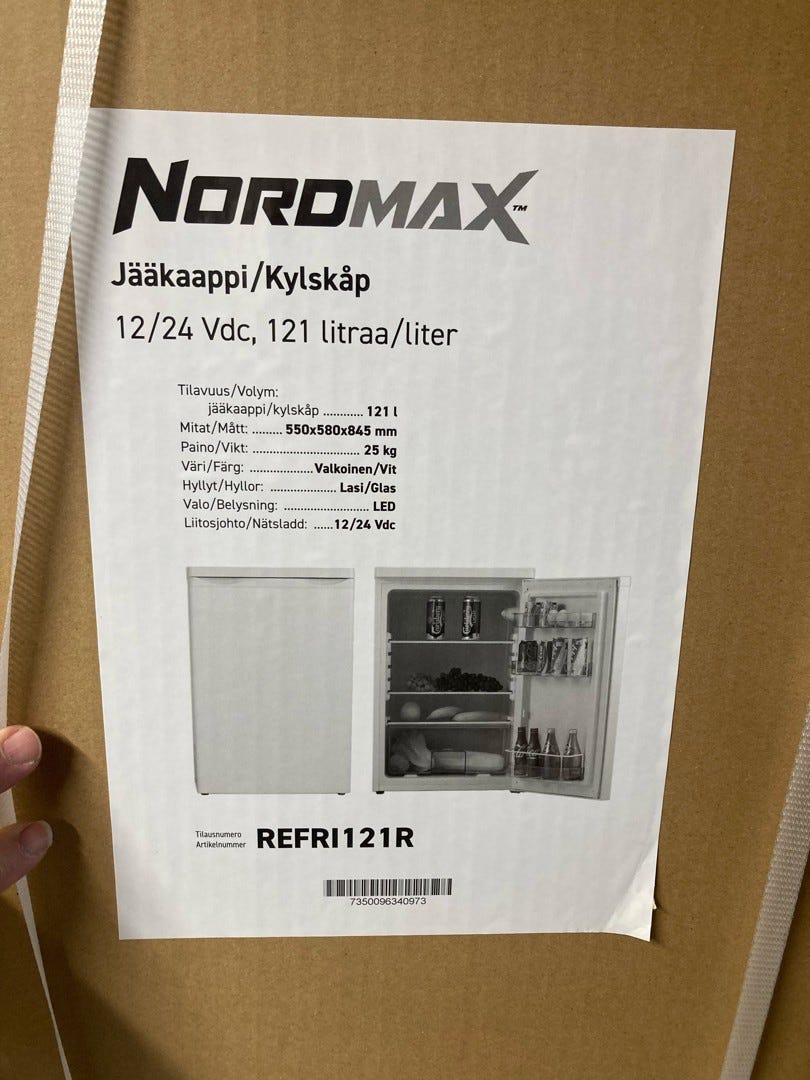 NORDMAX™
Jääkaappi/Kylskåp
12/24 Vdc, 121 litraa/liter
Tilavuus/Volym:
jääkaappi/kylskåp ............ 121 l
Mitat/Mått: ......... 550x580x845 mm
Paino/Vikt: ................................ 25 kg
Väri/Färg: ...................Valkoinen/Vit
Hyllyt/Hyllor: ..................... Lasi/Glas
Valo/Belysning: .......................... LED
Liitosjohto/Nätsladd: ......12/24 Vdc
Tilausnumero
Artikelnummer REFRI121R
7350096340973